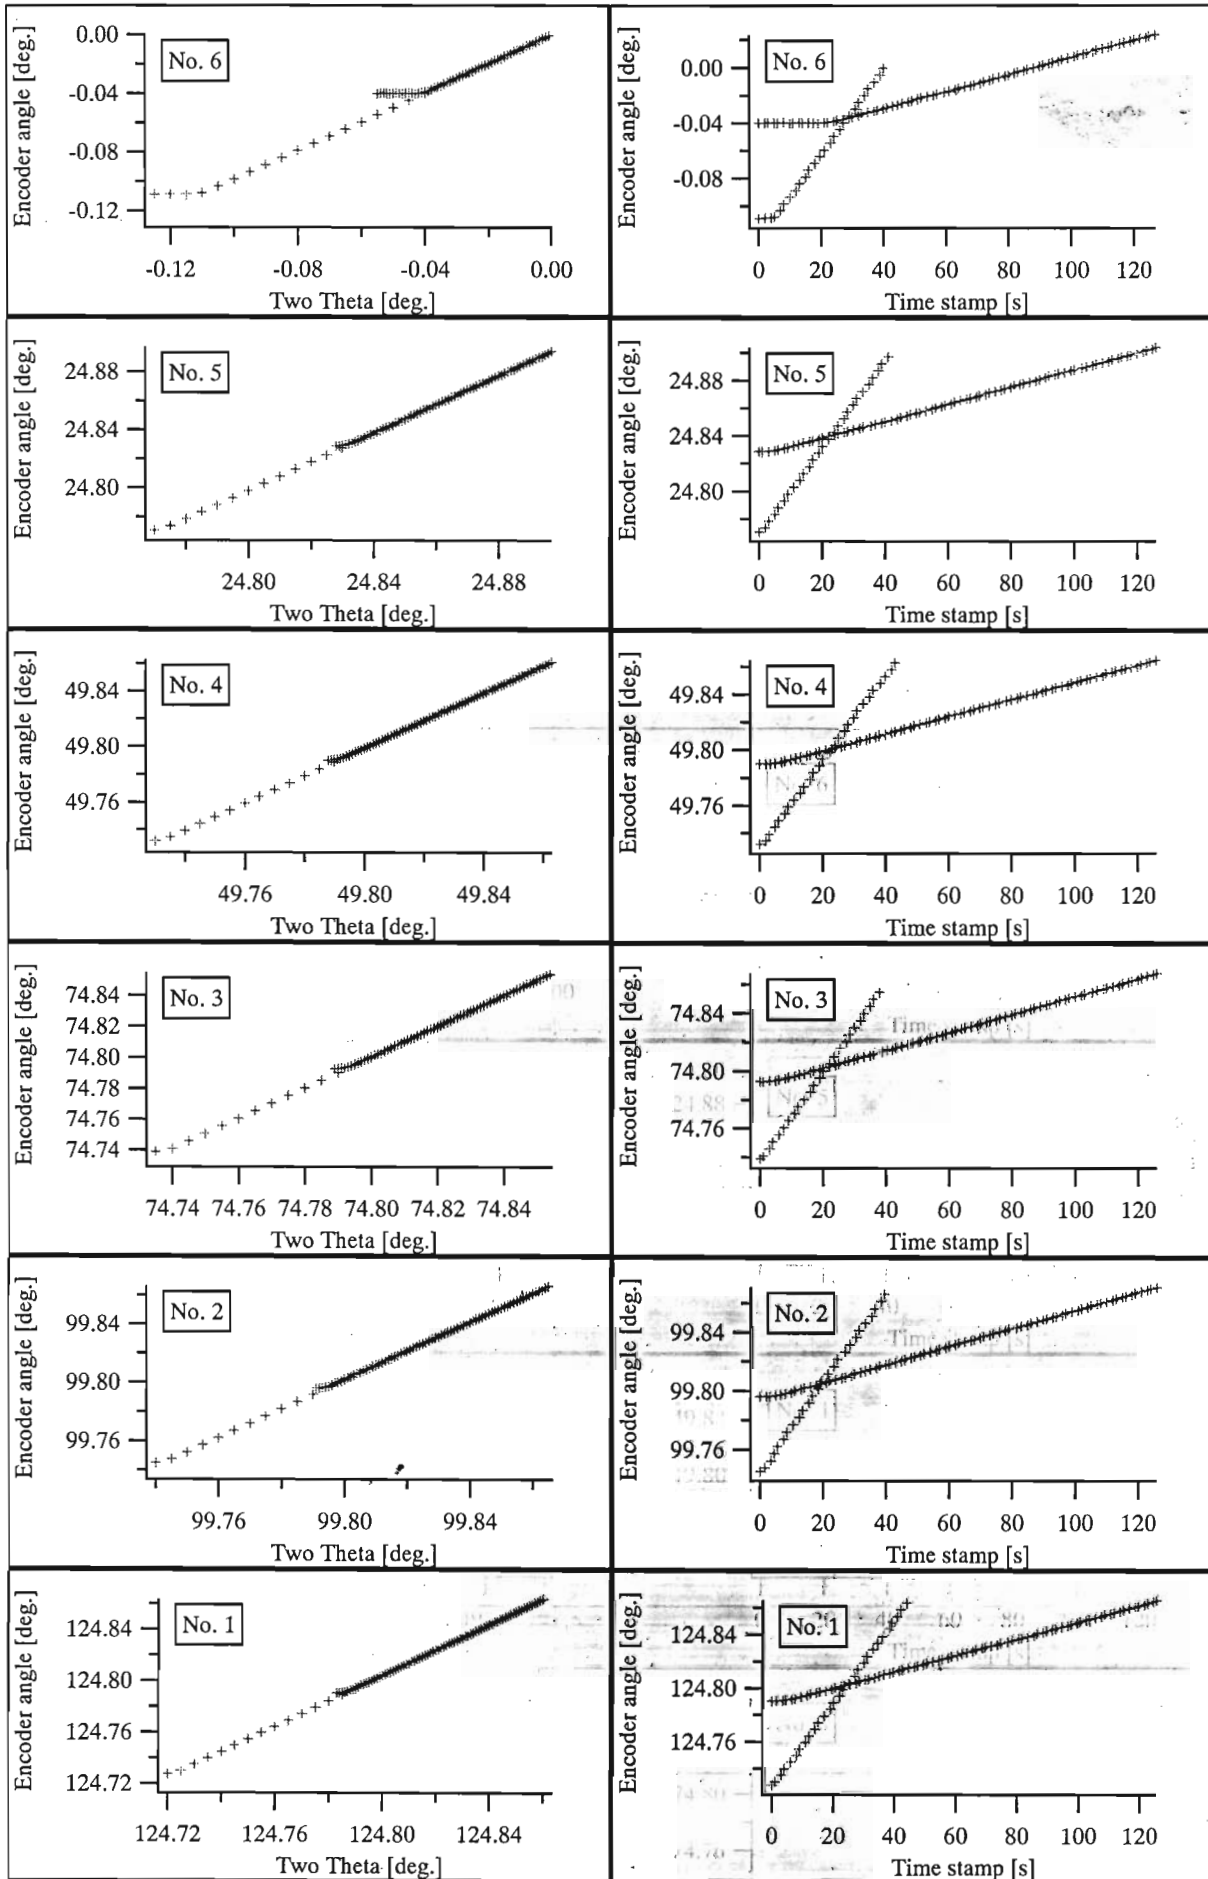 Encoder angle [deg.]
0.00
-0.04
-0.08
-0.12
No. 6
-0.12 -0.08 -0.04 0.00
Two Theta [deg.]
Encoder angle [deg.]
0.00
-0.04
-0.08
No. 6
0 20 40 60 80 100 120
Time stamp [s]
Encoder angle [deg.]
24.88
24.84
24.80
No. 5
24.80 24.84 24.88
Two Theta [deg.]
Encoder angle [deg.]
24.88
24.84
24.80
No. 5
0 20 40 60 80 100 120
Time stamp [s]
Encoder angle [deg.]
49.84
49.80
49.76
No. 4
49.76 49.80 49.84
Two Theta [deg.]
Encoder angle [deg.]
49.84
49.80
49.76
No. 4
0 20 40 60 80 100 120
Time stamp [s]
Encoder angle [deg.]
74.84
74.82
74.80
74.78
74.76
74.74
No. 3
74.74 74.76 74.78 74.80 74.82 74.84
Two Theta [deg.]
Encoder angle [deg.]
74.84
74.80
74.76
No. 3
0 20 40 60 80 100 120
Time stamp [s]
Encoder angle [deg.]
99.84
99.80
99.76
No. 2
99.76 99.80 99.84
Two Theta [deg.]
Encoder angle [deg.]
99.84
99.80
99.76
No. 2
0 20 40 60 80 100 120
Time stamp [s]
Encoder angle [deg.]
124.84
124.80
124.76
124.72
No. 1
124.72 124.76 124.80 124.84
Two Theta [deg.]
Encoder angle [deg.]
124.84
124.80
124.76
No. 1
0 20 40 60 80 100 120
Time stamp [s]